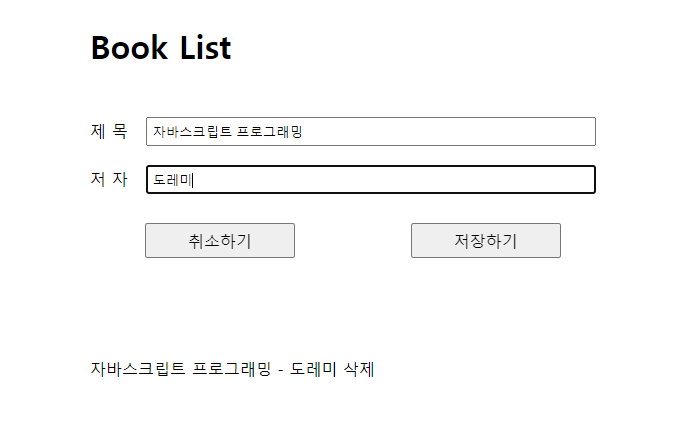 Book List
제 목 자바스크립트 프로그래밍
저 자 도레미
취소하기 저장하기
자바스크립트 프로그래밍 - 도레미 삭제